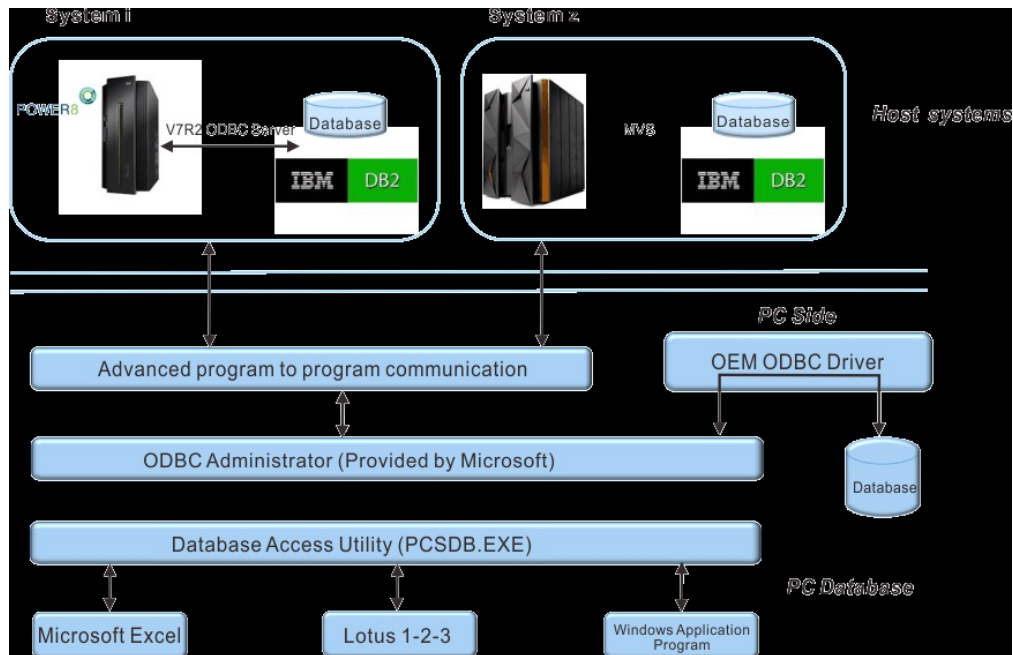 System i
System z
POWER8
V7R2 ODBC Server
Database
IBM DB2
MVS
Database
IBM DB2
Host systems
PC Side
Advanced program to program communication
OEM ODBC Driver
ODBC Administrator (Provided by Microsoft)
Database
Database Access Utility (PCSDB.EXE)
PC Database
Microsoft Excel
Lotus 1-2-3
Windows Application
Program